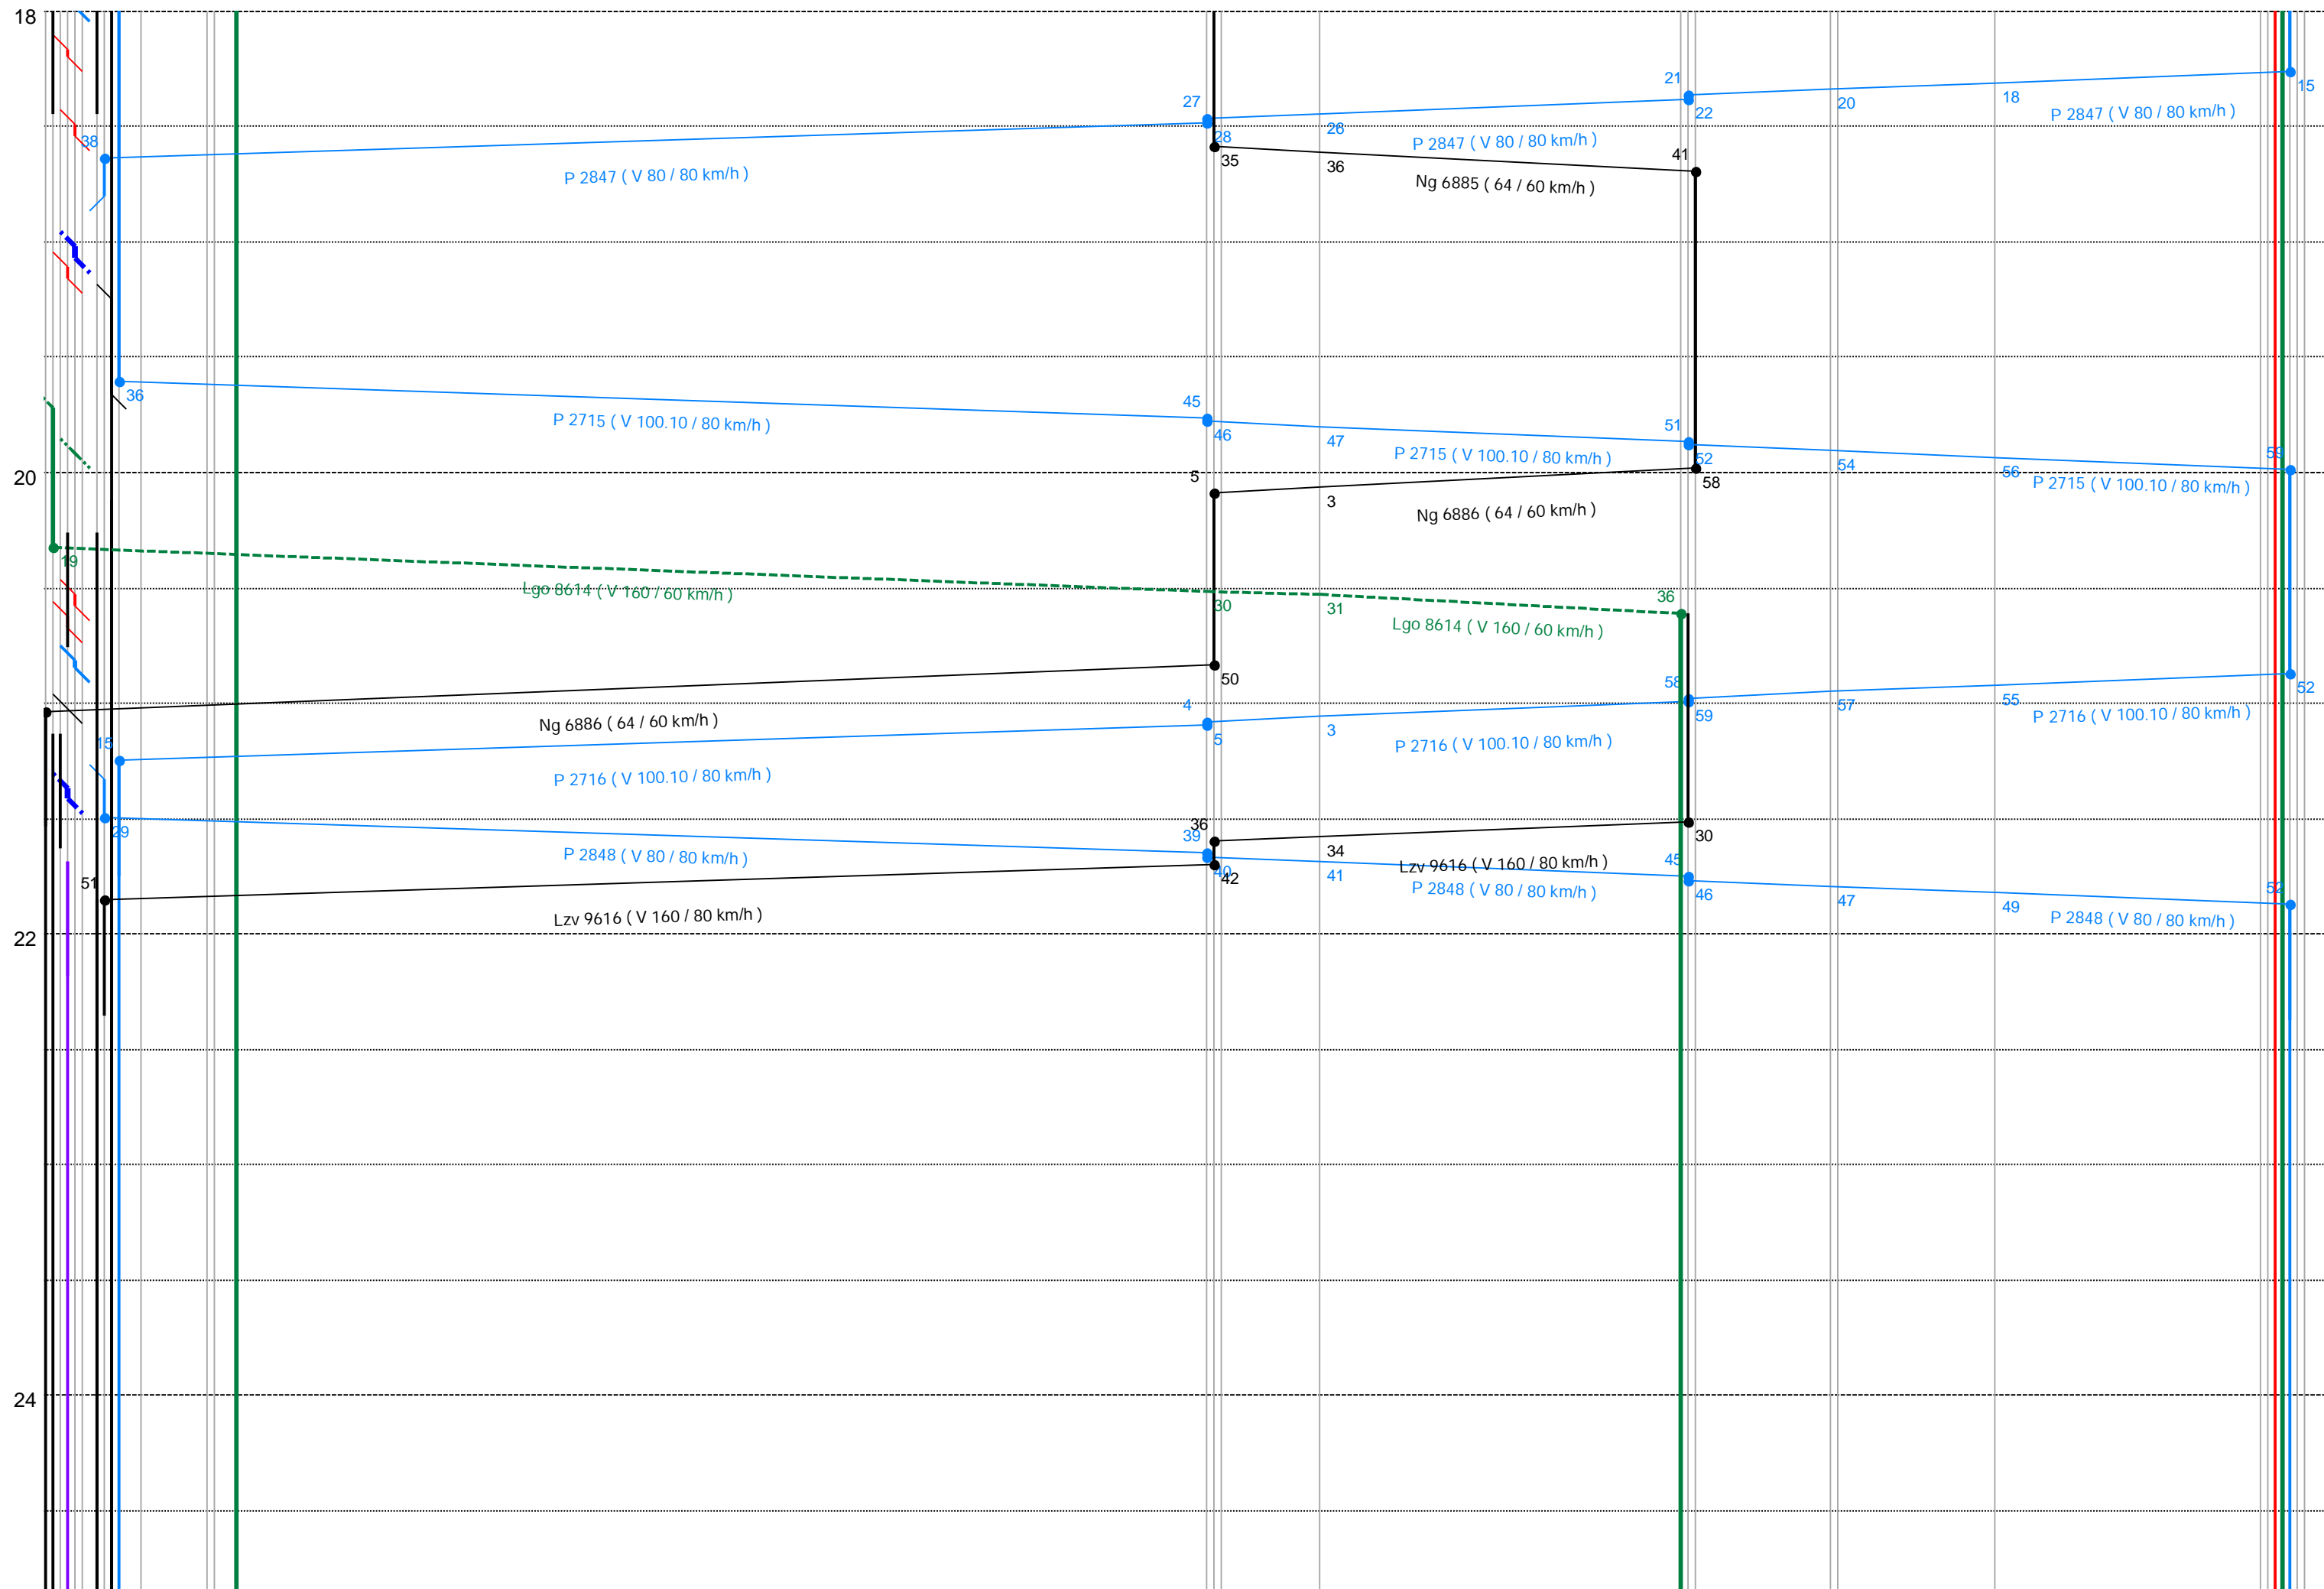 18
21
15
27
22
20
18
P 2847 ( V 80 / 80 km/h )
38
28
26
P 2847 ( V 80 / 80 km/h )
35
36
41
P 2847 ( V 80 / 80 km/h )
Ng 6885 ( 64 / 60 km/h )
36
45
P 2715 ( V 100.10 / 80 km/h )
46
47
51
P 2715 ( V 100.10 / 80 km/h )
52
54
56
59
P 2715 ( V 100.10 / 80 km/h )
20
5
3
58
Ng 6886 ( 64 / 60 km/h )
19
Lgo 8614 ( V 160 / 60 km/h )
30
31
36
Lgo 8614 ( V 160 / 60 km/h )
50
58
52
Ng 6886 ( 64 / 60 km/h )
4
5
3
59
57
55
P 2716 ( V 100.10 / 80 km/h )
P 2716 ( V 100.10 / 80 km/h )
15
P 2716 ( V 100.10 / 80 km/h )
29
36
39
30
P 2848 ( V 80 / 80 km/h )
34
45
Lzv 9616 ( V 160 / 80 km/h )
40
42
41
51
P 2848 ( V 80 / 80 km/h )
46
47
49
52
P 2848 ( V 80 / 80 km/h )
Lzv 9616 ( V 160 / 80 km/h )
22
24